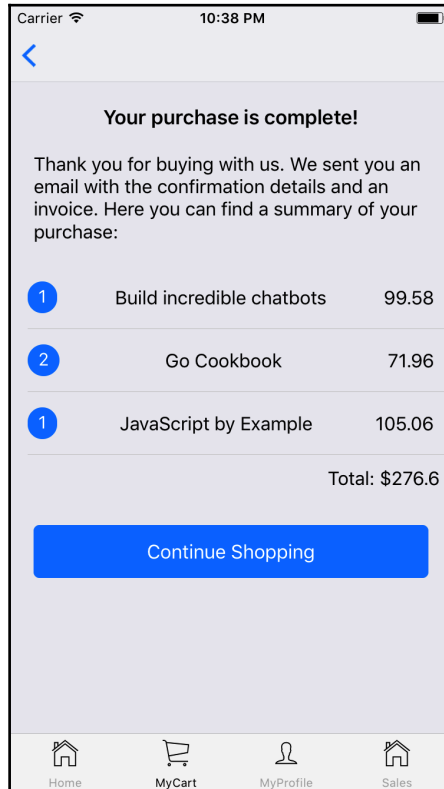 Carrier 10:38 PM
Your purchase is complete!
Thank you for buying with us. We sent you an
email with the confirmation details and an
invoice. Here you can find a summary of your
purchase:
1 Build incredible chatbots 99.58
2 Go Cookbook 71.96
1 JavaScript by Example 105.06
Total: $276.6
Continue Shopping
Home MyCart MyProfile Sales